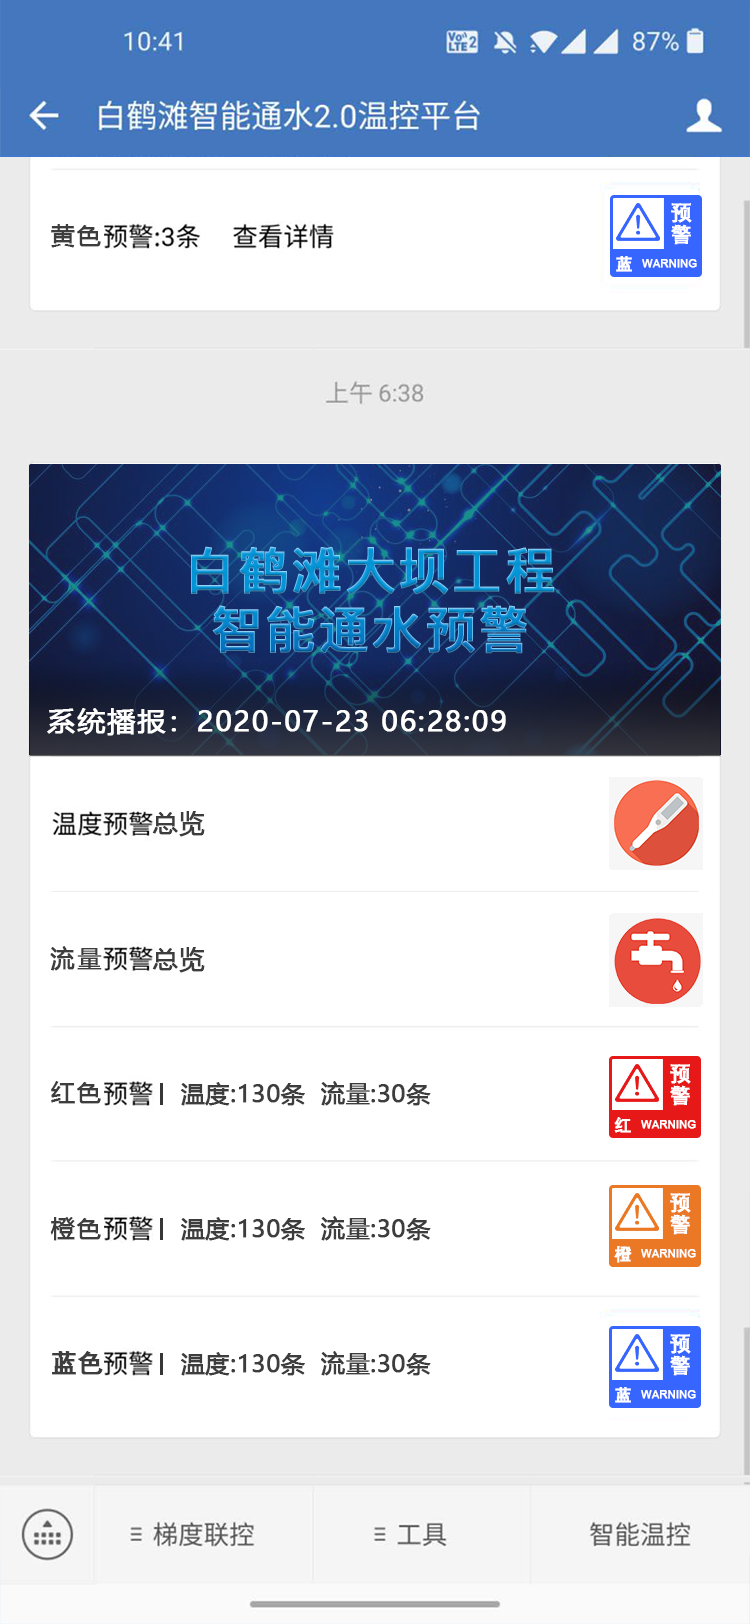 10:41
VoLTE2
87%
白鹤滩智能通水2.0温控平台
黄色预警:3条 查看详情
预警
蓝 WARNING
上午 6:38
白鹤滩大坝工程
智能通水预警
系统播报：2020-07-23 06:28:09
温度预警总览
流量预警总览
红色预警| 温度:130条 流量:30条
预警
红 WARNING
橙色预警| 温度:130条 流量:30条
预警
橙 WARNING
蓝色预警| 温度:130条 流量:30条
预警
蓝 WARNING
梯度联控
工具
智能温控